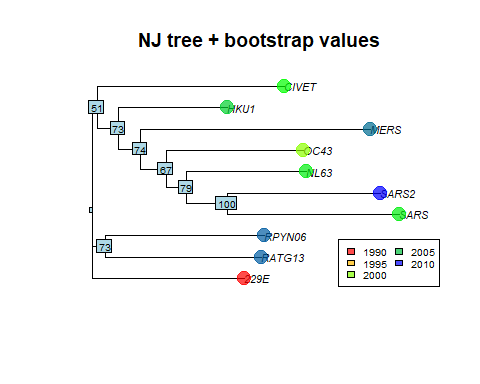 NJ tree + bootstrap values
CIVET
51
HKU1
73
MERS
74
OC43
67
NL63
79
SARS2
100
SARS
RPYN06
73
RATG13
229E
1990 2005
1995 2010
2000